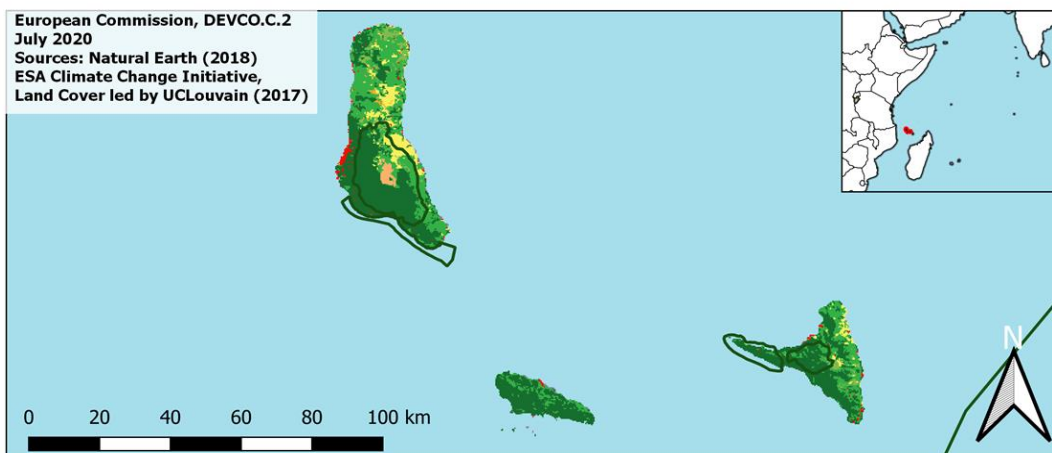 European Commission, DEVCO.C.2
July 2020
Sources: Natural Earth (2018)
ESA Climate Change Initiative,
Land Cover led by UCLouvain (2017)
N
0 20 40 60 80 100 km